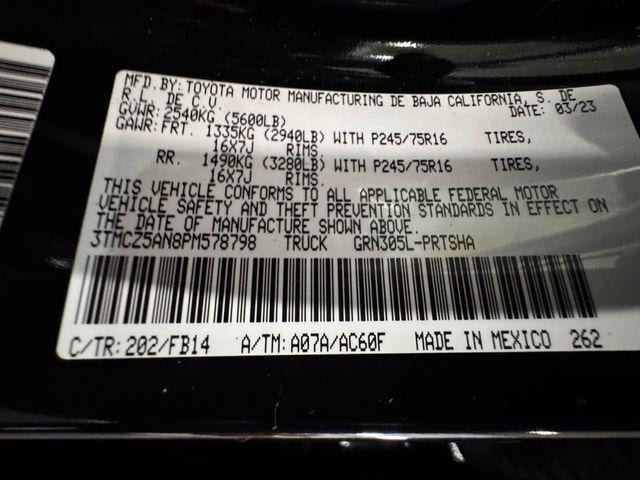 MFD.BY:TOYOTA MOTOR MANUFACTURING DE BAJA CALIFORNIA, S. DE
R.L. DE C.V. DATE: 03/23
GVWR: 2540KG (5600LB)
GAWR: FRT. 1335KG (2940LB) WITH P245/75R16 TIRES,
16X7J RIMS.
RR. 1490KG (3280LB) WITH P245/75R16 TIRES,
16X7J RIMS.
THIS VEHICLE CONFORMS TO ALL APPLICABLE FEDERAL MOTOR
VEHICLE SAFETY AND THEFT PREVENTION STANDARDS IN EFFECT ON
THE DATE OF MANUFACTURE SHOWN ABOVE.
3TMCZ5AN8PM578798 TRUCK GRN305L-PRTSHA
C/TR: 202/FB14 A/TM: A07A/AC60F MADE IN MEXICO 262